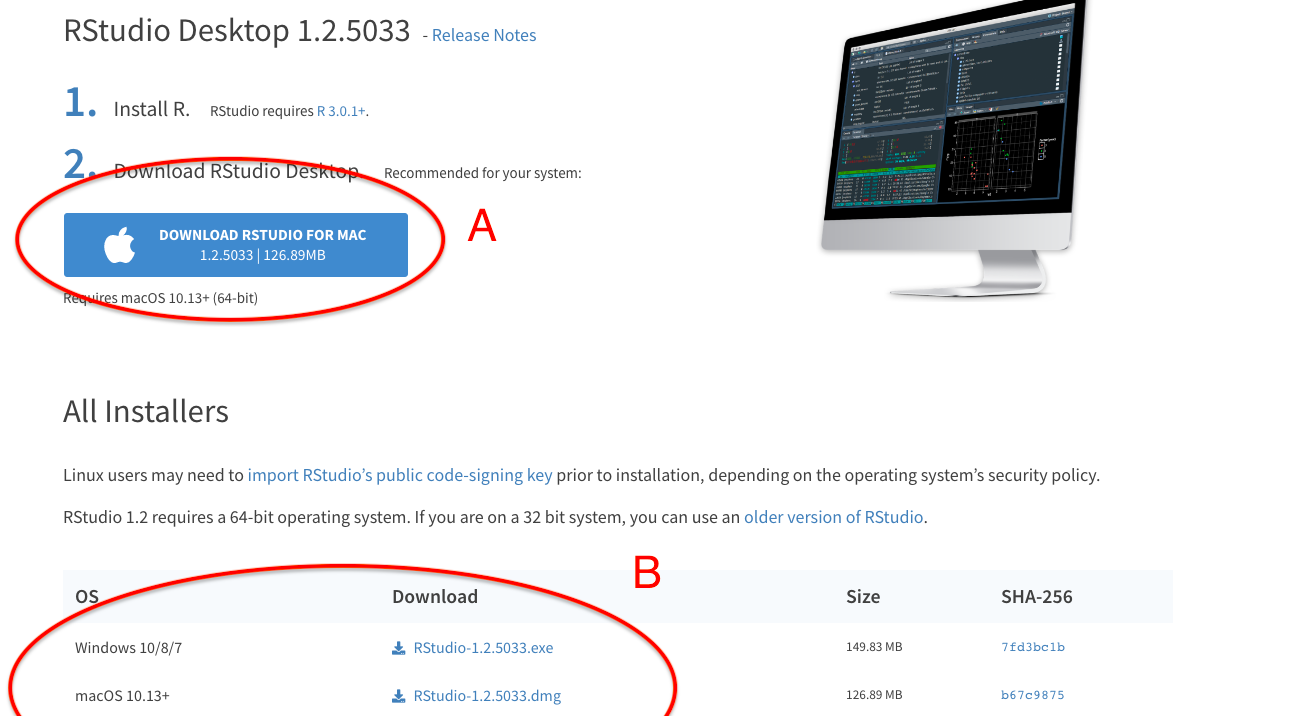 RStudio Desktop 1.2.5033 - Release Notes
1. Install R. RStudio requires R 3.0.1+.
2. Download RStudio Desktop Recommended for your system:
A
DOWNLOAD RSTUDIO FOR MAC
1.2.5033 | 126.89MB
Requires macOS 10.13+ (64-bit)
All Installers
Linux users may need to import RStudio’s public code-signing key prior to installation, depending on the operating system’s security policy.
RStudio 1.2 requires a 64-bit operating system. If you are on a 32 bit system, you can use an older version of RStudio.
B
OS Download Size SHA-256
Windows 10/8/7 RStudio-1.2.5033.exe 149.83 MB 7fd3bc1b
macOS 10.13+ RStudio-1.2.5033.dmg 126.89 MB b67c9875